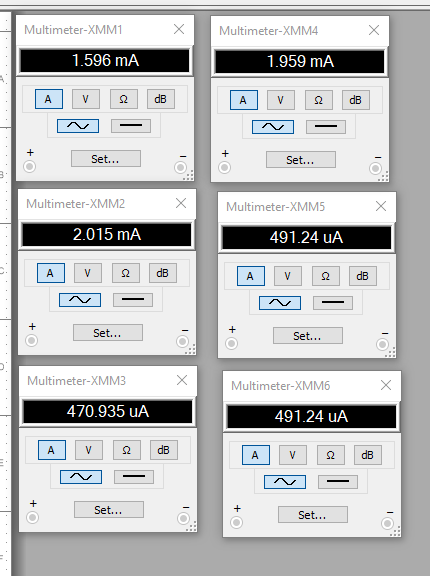 Multimeter-XMM1
1.596 mA
A V Ω dB
+ −
Set...
Multimeter-XMM4
1.959 mA
A V Ω dB
+ −
Set...
Multimeter-XMM2
2.015 mA
A V Ω dB
+ −
Set...
Multimeter-XMM5
491.24 uA
A V Ω dB
+ −
Set...
Multimeter-XMM3
470.935 uA
A V Ω dB
+ −
Set...
Multimeter-XMM6
491.24 uA
A V Ω dB
+ −
Set...